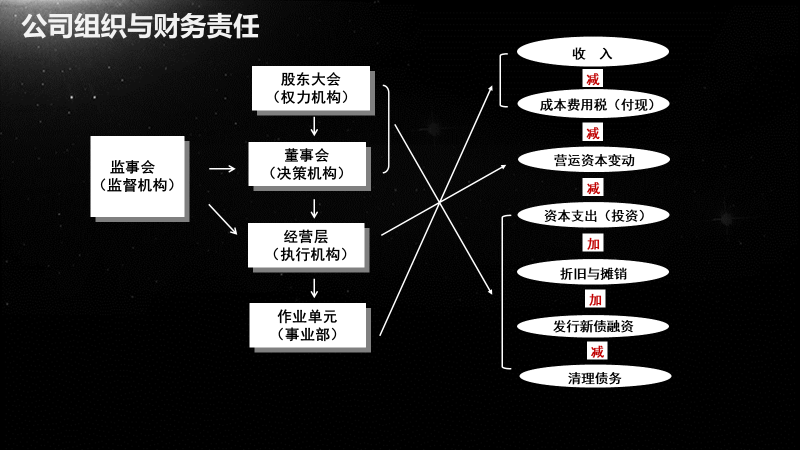 公司组织与财务责任
监事会
（监督机构）
股东大会
（权力机构）
董事会
（决策机构）
经营层
（执行机构）
作业单元
（事业部）
收 入
减
成本费用税（付现）
减
营运资本变动
减
资本支出（投资）
加
折旧与摊销
加
发行新债融资
减
清理债务